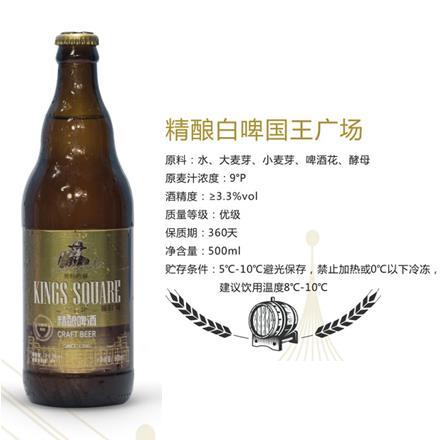 精酿白啤国王广场
原料：水、大麦芽、小麦芽、啤酒花、酵母
原麦汁浓度：9°P
酒精度：≥3.3%vol
质量等级：优级
保质期：360天
净含量：500ml
贮存条件：5℃-10℃避光保存，禁止加热或0℃以下冷冻，
建议饮用温度8℃-10℃
KINGS SQUARE
精酿啤酒
CRAFT BEER